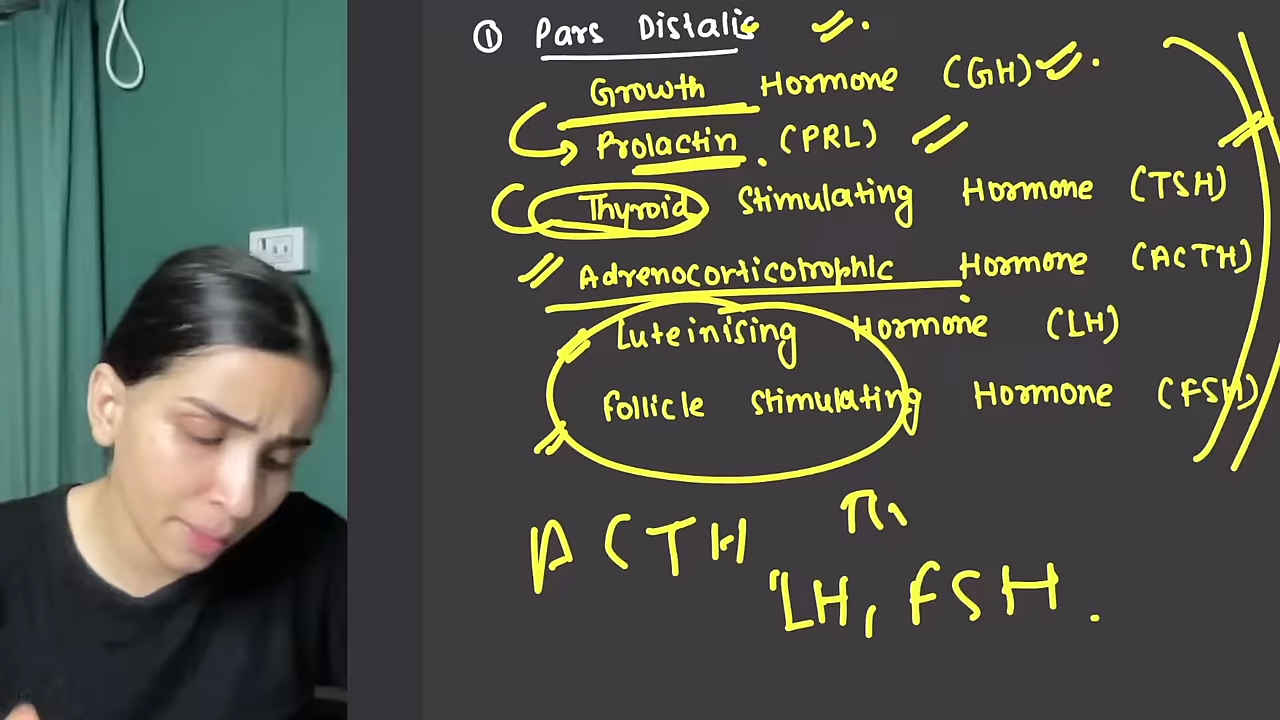 ① Pars Distalis
Growth Hormone (GH)
Prolactin (PRL)
Thyroid Stimulating Hormone (TSH)
Adrenocorticotrophic Hormone (ACTH)
Luteinising Hormone (LH)
Follicle Stimulating Hormone (FSH)
ACTH
LH, FSH.